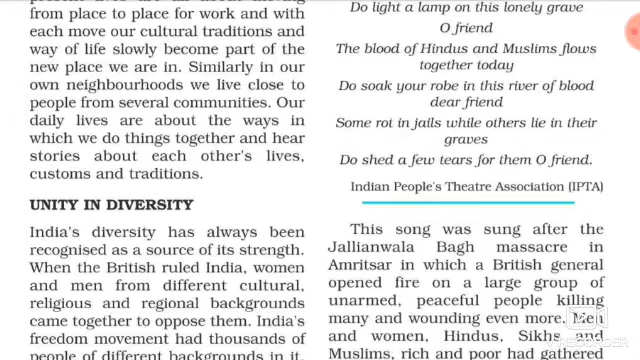 present lives are all about moving
from place to place for work and with
each move our cultural traditions and
way of life slowly become part of the
new place we are in. Similarly in our
own neighbourhoods we live close to
people from several communities. Our
daily lives are about the ways in
which we do things together and hear
stories about each other's lives,
customs and traditions.
UNITY IN DIVERSITY
India's diversity has always been
recognised as a source of its strength.
When the British ruled India, women
and men from different cultural,
religious and regional backgrounds
came together to oppose them. India's
freedom movement had thousands of
people of different backgrounds in it.
Do light a lamp on this lonely grave
O friend
The blood of Hindus and Muslims flows
together today
Do soak your robe in this river of blood
dear friend
Some rot in jails while others lie in their
graves
Do shed a few tears for them O friend.
Indian People's Theatre Association (IPTA)
This song was sung after the
Jallianwala Bagh massacre in
Amritsar in which a British general
opened fire on a large group of
unarmed, peaceful people killing
many and wounding even more. Men
and women, Hindus, Sikhs and
Muslims, rich and poor had gathered